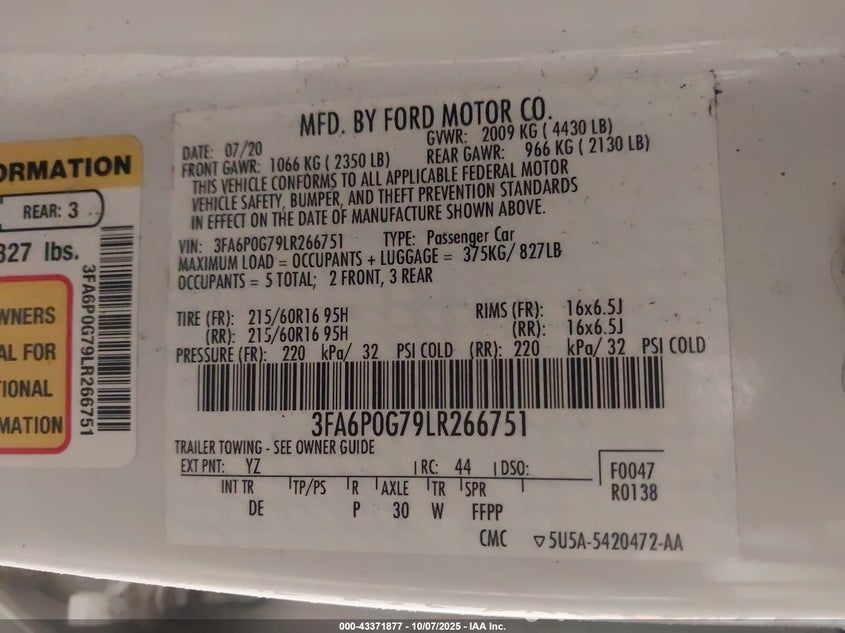 MFD. BY FORD MOTOR CO.
DATE: 07/20
GVWR: 2009 KG ( 4430 LB)
FRONT GAWR: 1066 KG ( 2350 LB)
REAR GAWR: 966 KG ( 2130 LB)
THIS VEHICLE CONFORMS TO ALL APPLICABLE FEDERAL MOTOR
VEHICLE SAFETY, BUMPER, AND THEFT PREVENTION STANDARDS
IN EFFECT ON THE DATE OF MANUFACTURE SHOWN ABOVE.
VIN: 3FA6P0G79LR266751 TYPE: Passenger Car
MAXIMUM LOAD = OCCUPANTS + LUGGAGE = 375KG/ 827LB
OCCUPANTS = 5 TOTAL; 2 FRONT, 3 REAR
TIRE (FR): 215/60R16 95H RIMS (FR): 16x6.5J
(RR): 215/60R16 95H (RR): 16x6.5J
PRESSURE (FR): 220 kPa/ 32 PSI COLD (RR): 220 kPa/ 32 PSI COLD
3FA6P0G79LR266751
TRAILER TOWING - SEE OWNER GUIDE
EXT PNT: YZ RC: 44 DSO:
F0047
R0138
INT TR TP/PS R AXLE TR SPR
DE P 30 W FFPP
CMC ▽5U5A-5420472-AA
ORMATION
REAR: 3
827 lbs.
WNERS
AL FOR
TIONAL
MATION
3FA6P0G79LR266751
000-43371877 - 10/07/2025 - IAA Inc.